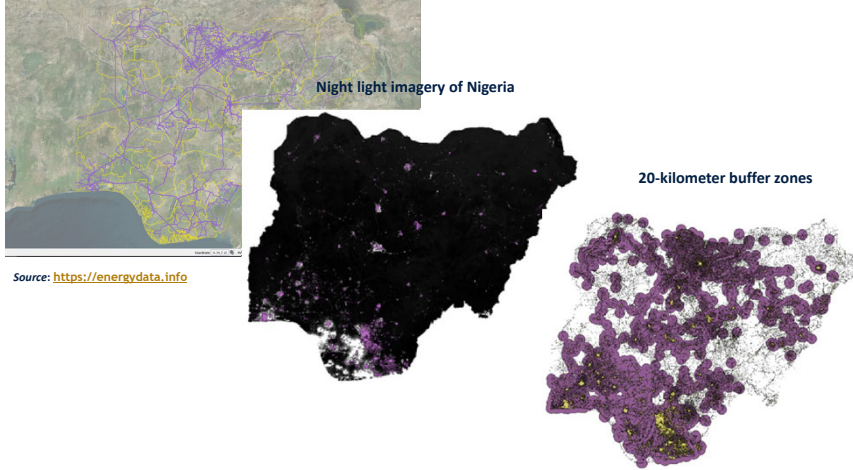 Night light imagery of Nigeria
20-kilometer buffer zones
Source: https://energydata.info